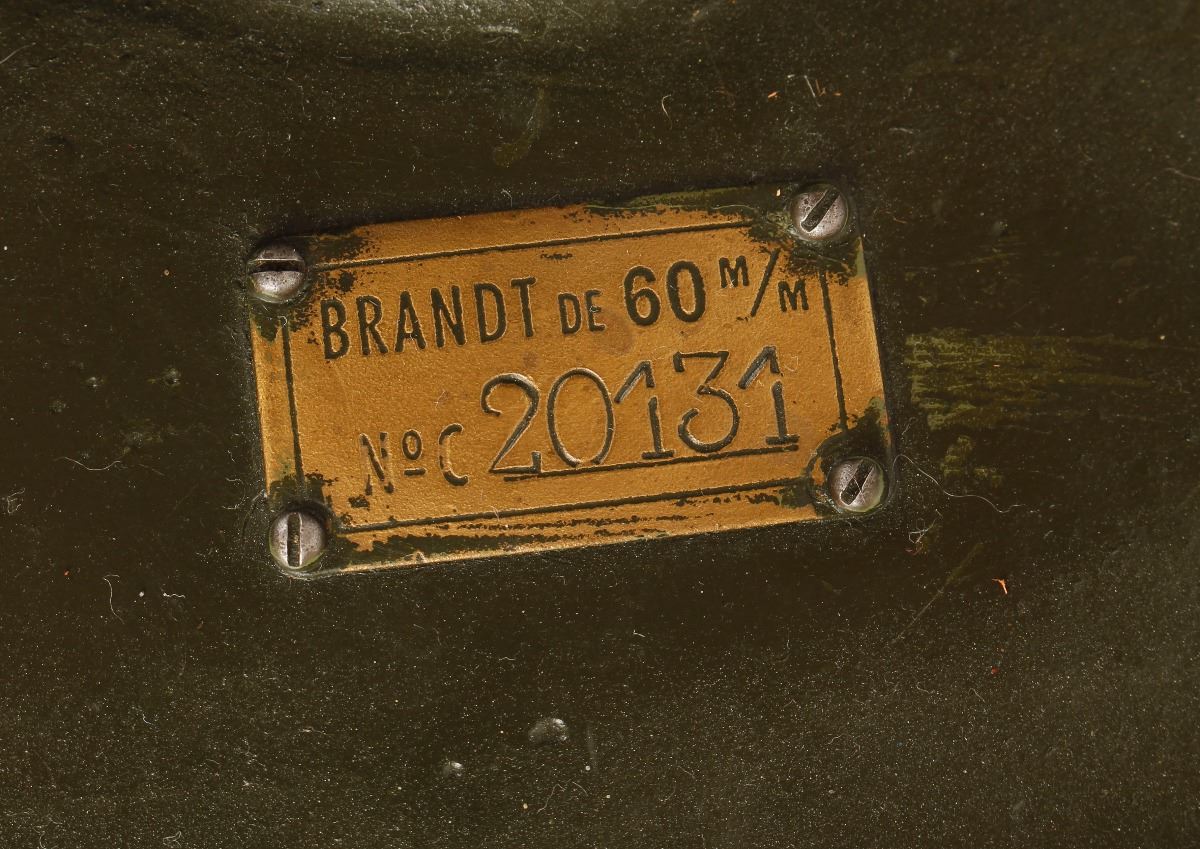 BRANDT DE 60 M/M
No C 20131